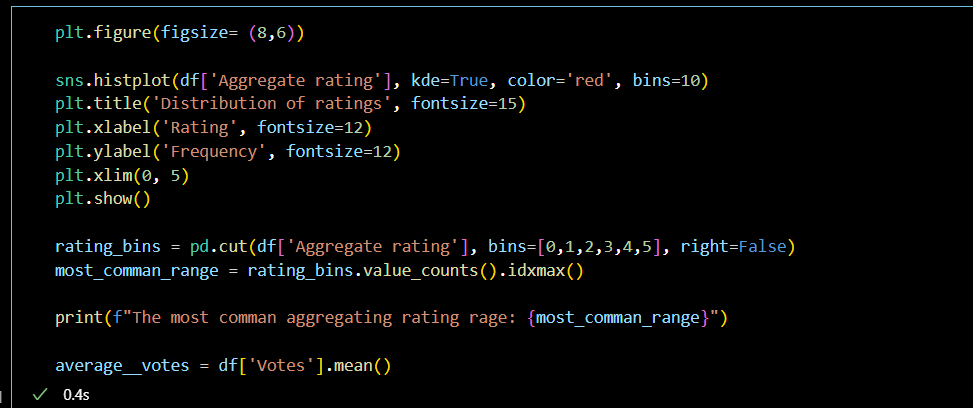 plt.figure(figsize= (8,6))
sns.histplot(df['Aggregate rating'], kde=True, color='red', bins=10)
plt.title('Distribution of ratings', fontsize=15)
plt.xlabel('Rating', fontsize=12)
plt.ylabel('Frequency', fontsize=12)
plt.xlim(0, 5)
plt.show()
rating_bins = pd.cut(df['Aggregate rating'], bins=[0,1,2,3,4,5], right=False)
most_comman_range = rating_bins.value_counts().idxmax()
print(f"The most comman aggregating rating rage: {most_comman_range}")
average__votes = df['Votes'].mean()
0.4s